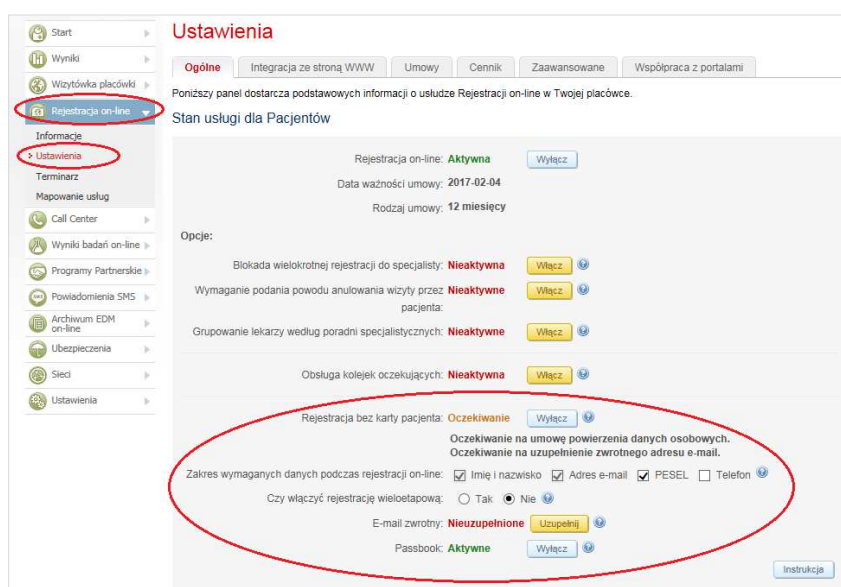 Start
Wyniki
Wizytówka placówki
Rejestracja on-line
Informacje
Ustawienia
Terminarz
Mapowanie usług
Call Center
Wyniki badań on-line
Programy Partnerskie
Powiadomienia SMS
Archiwum EDM
on-line
Ubezpieczenia
Sieci
Ustawienia
Ustawienia
Ogólne Integracja ze stroną WWW Umowy Cennik Zaawansowane Współpraca z portalami
Poniższy panel dostarcza podstawowych informacji o usłudze Rejestracji on-line w Twojej placówce.
Stan usługi dla Pacjentów
Rejestracja on-line: Aktywna Wyłącz
Data ważności umowy: 2017-02-04
Rodzaj umowy: 12 miesięcy
Opcje:
Blokada wielokrotnej rejestracji do specjalisty: Nieaktywna Włącz
Wymaganie podania powodu anulowania wizyty przez Nieaktywne Włącz
pacjenta:
Grupowanie lekarzy według poradni specjalistycznych: Nieaktywne Włącz
Obsługa kolejek oczekujących: Nieaktywna Włącz
Rejestracja bez karty pacjenta: Oczekiwanie Wyłącz
Oczekiwanie na umowę powierzenia danych osobowych.
Oczekiwanie na uzupełnienie zwrotnego adresu e-mail.
Zakres wymaganych danych podczas rejestracji on-line: Imię i nazwisko Adres e-mail PESEL Telefon
Czy włączyć rejestrację wieloetapową: Tak Nie
E-mail zwrotny: Nieuzupełnione Uzupełnij
Passbook: Aktywne Wyłącz
Instrukcja